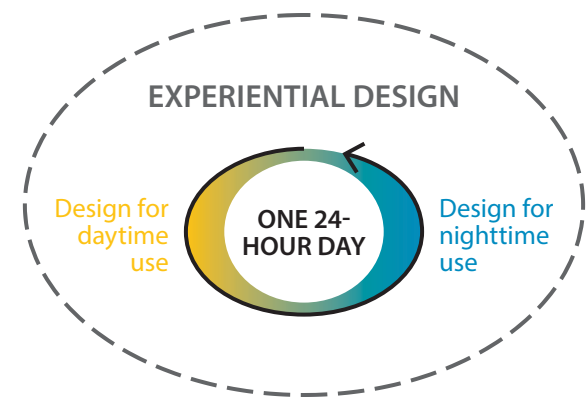 EXPERIENTIAL DESIGN
Design for
daytime
use
ONE 24-
HOUR DAY
Design for
nighttime
use